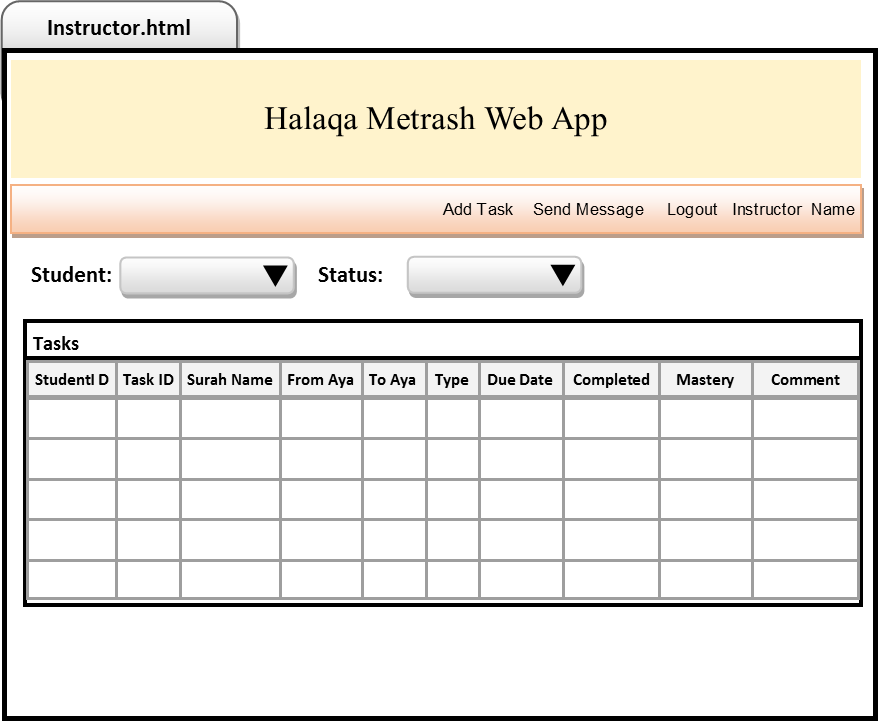 Instructor.html
Halaqa Metrash Web App
Add Task Send Message Logout Instructor Name
Student: Status:
Tasks
StudentI D Task ID Surah Name From Aya To Aya Type Due Date Completed Mastery Comment